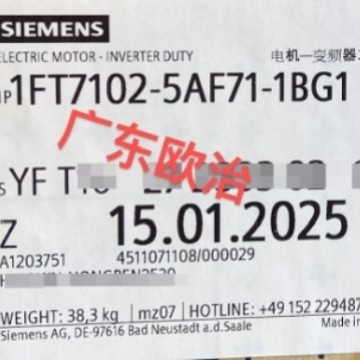 SIEMENS
ELECTRIC MOTOR - INVERTER DUTY 电机一变频器
1P 1FT7102-5AF71-1BG1
广东欧治
S YF
Z 15.01.2025
A1203751 4511071108/000029
WEIGHT: 38,3 kg | mz07 | HOTLINE: +49 152 229487
Siemens AG, DE-97616 Bad Neustadt a.d.Saale